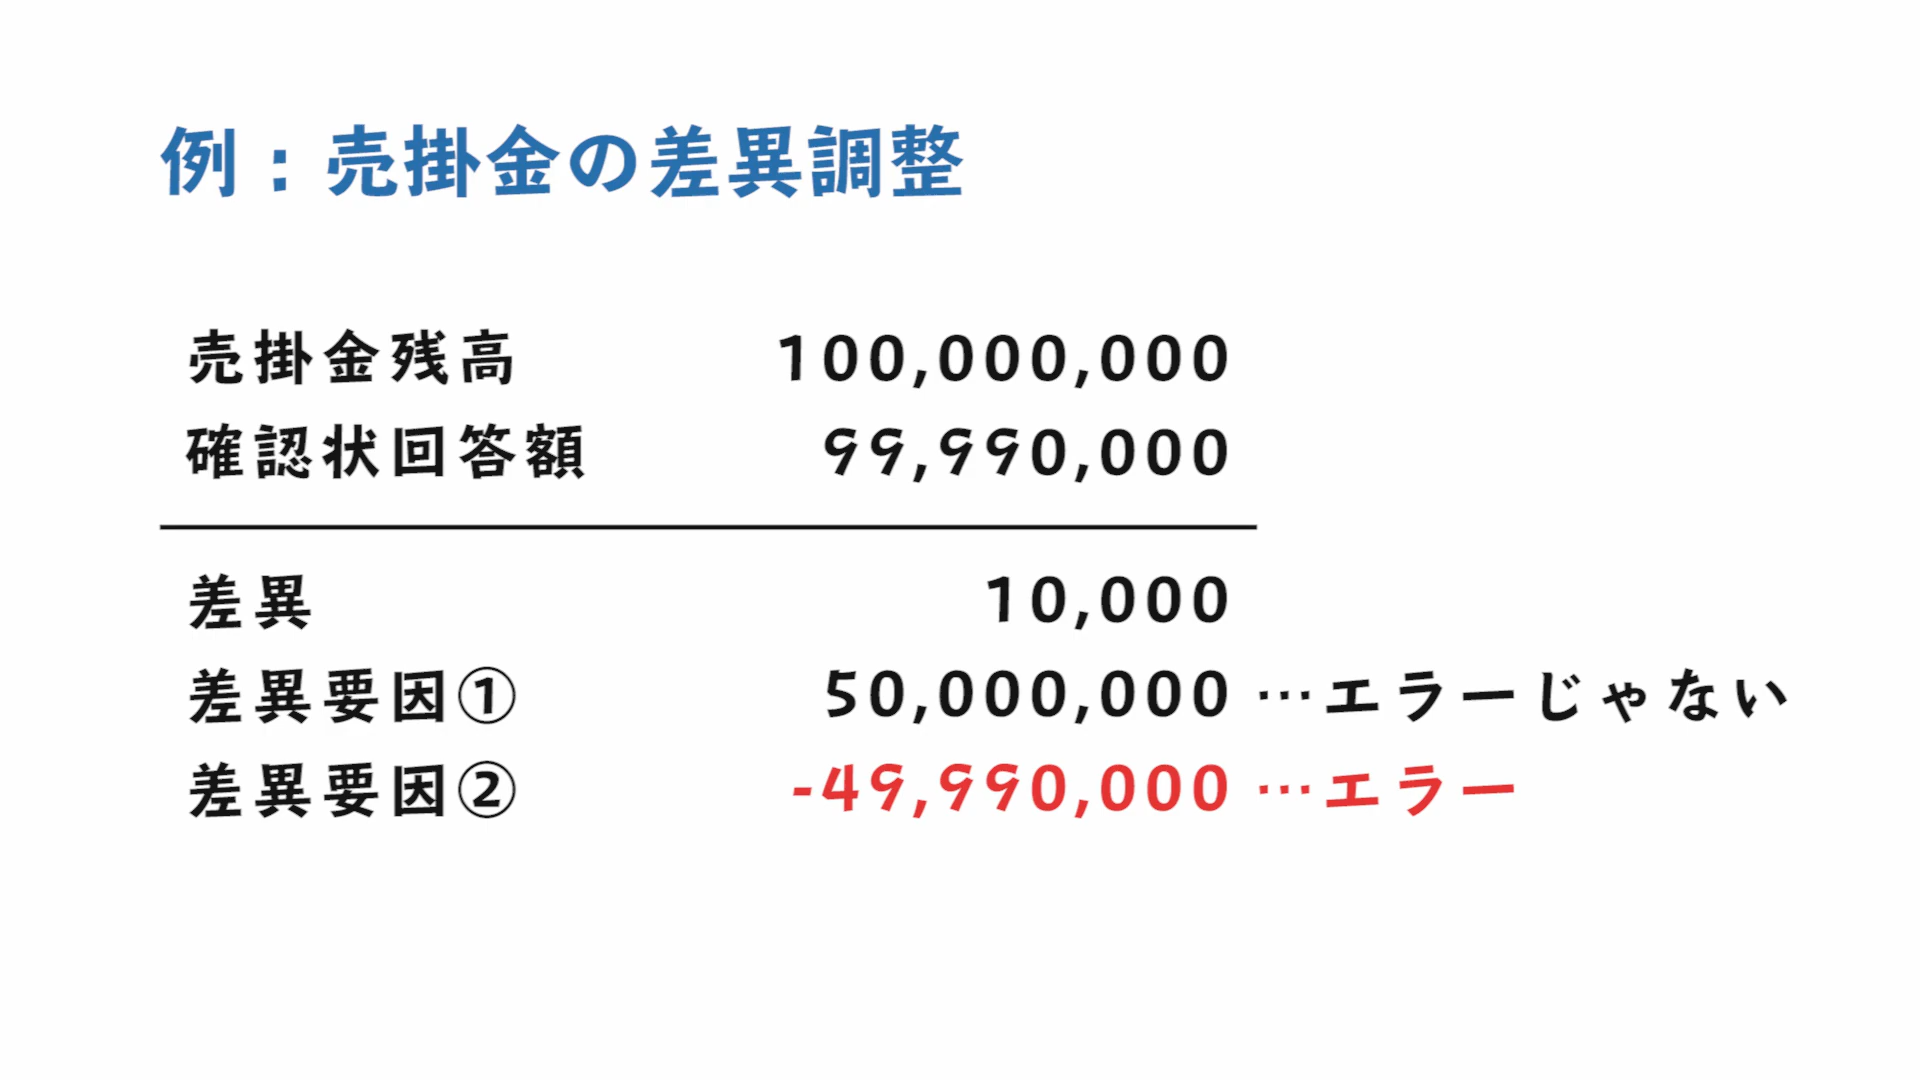 例：売掛金の差異調整
売掛金残高 100,000,000
確認状回答額 99,990,000
差異 10,000
差異要因① 50,000,000 …エラーじゃない
差異要因② -49,990,000 …エラー